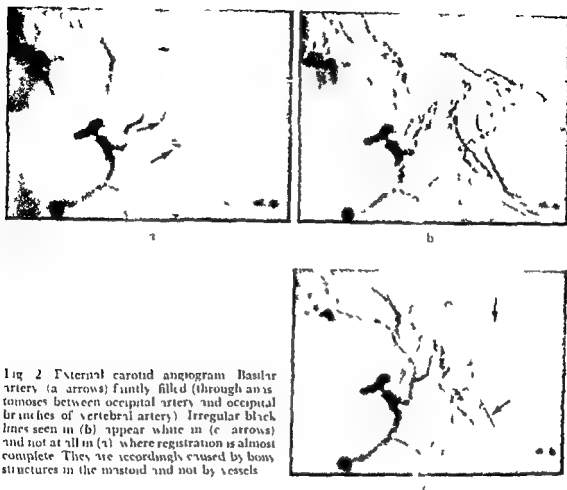 a
b
Fig 2 External carotid angiogram Basilar
artery (a arrows) faintly filled (through anas
tomoses between occipital artery and occipital
branches of vertebral artery) Irregular black
lines seen in (b) appear white in (c arrows)
and not at all in (a) where registration is almost
complete They are accordingly caused by bony
structures in the mastoid and not by vessels